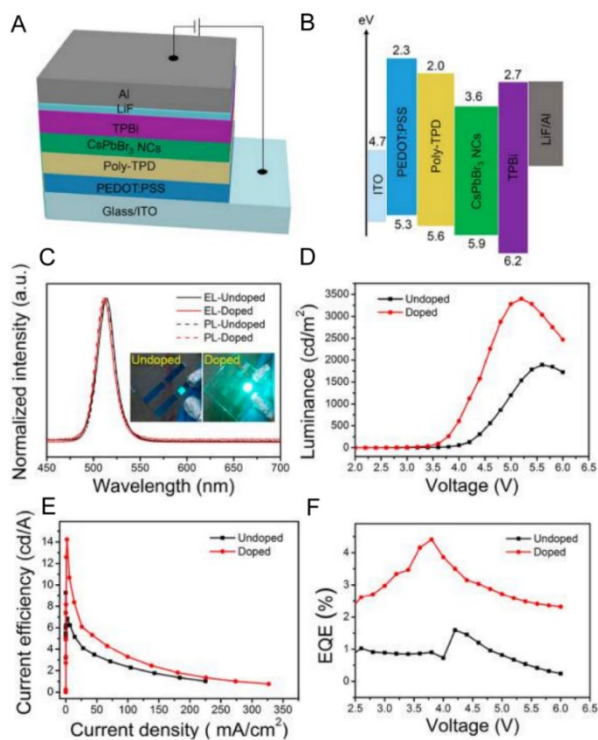 A
Al
LiF
TPBi
CsPbBr₃ NCs
Poly-TPD
PEDOT:PSS
Glass/ITO
B
eV
2.3
2.0
3.6
2.7
4.7
ITO
PEDOT:PSS
Poly-TPD
CsPbBr₃ NCs
TPBi
LiF/Al
5.3
5.6
5.9
6.2
C
Normalized intensity (a.u.)
EL-Undoped
EL-Doped
PL-Undoped
PL-Doped
Undoped
Doped
450 500 550 600 650 700
Wavelength (nm)
D
Luminance (cd/m²)
3500
3000
2500
2000
1500
1000
500
0
Undoped
Doped
2.0 2.5 3.0 3.5 4.0 4.5 5.0 5.5 6.0
Voltage (V)
E
Current efficiency (cd/A)
14
12
10
8
6
4
2
0
Undoped
Doped
0 50 100 150 200 250 300 350
Current density ( mA/cm²)
F
EQE (%)
4
3
2
1
0
Undoped
Doped
2.5 3.0 3.5 4.0 4.5 5.0 5.5 6.0 6.5
Voltage (V)